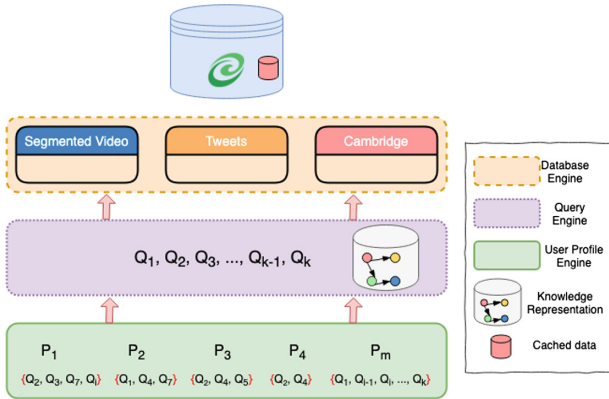 Segmented Video
Tweets
Cambridge
Q1, Q2, Q3, ..., Qk-1, Qk
P1
P2
P3
P4
Pm
{Q2, Q3, Q7, Qi}
{Q1, Q4, Q7}
{Q2, Q4, Q5}
{Q2, Q4}
{Q1, Qi-1, Qi, ..., Qk}
Database
Engine
Query
Engine
User Profile
Engine
Knowledge
Representation
Cached data